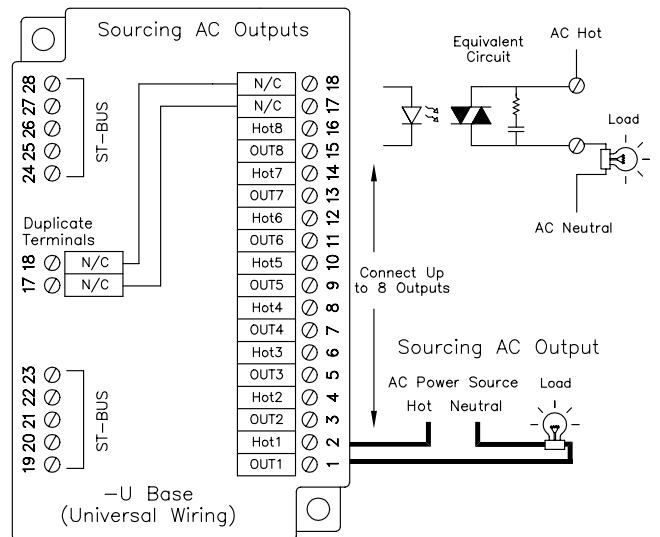 Sourcing AC Outputs
28
27
26
25
24
ST-BUS
Duplicate
Terminals
18 N/C
17 N/C
23
22
21
20
19
ST-BUS
-U Base
(Universal Wiring)
N/C 18
N/C 17
Hot8 16
OUT8 15
Hot7 14
OUT7 13
Hot6 12
OUT6 11
Hot5 10
OUT5 9
Hot4 8
OUT4 7
Hot3 6
OUT3 5
Hot2 4
OUT2 3
Hot1 2
OUT1 1
Equivalent
Circuit
AC Hot
Load
AC Neutral
Connect Up
to 8 Outputs
Sourcing AC Output
AC Power Source
Hot Neutral
Load